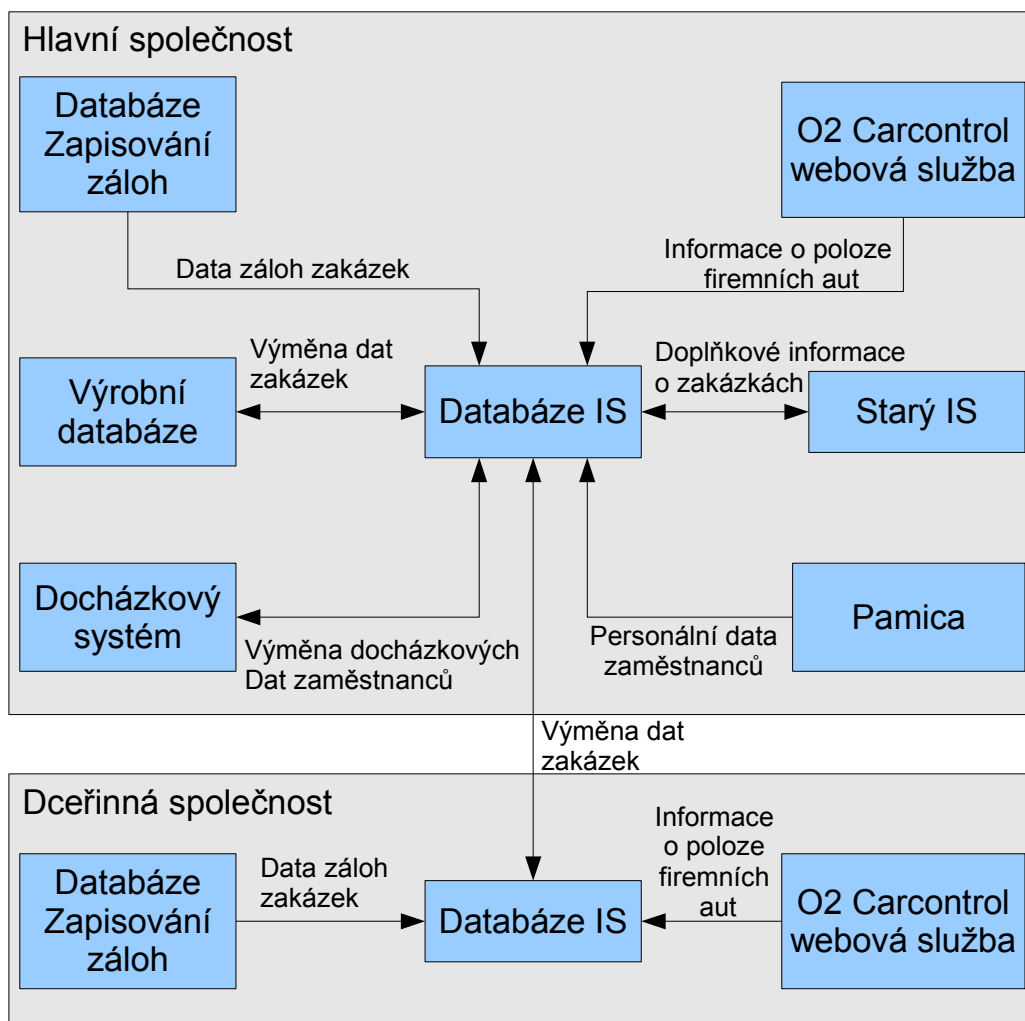 Hlavní společnost
Databáze
Zapisování
záloh
O2 Carcontrol
webová služba
Data záloh zakázek
Informace o poloze
firemních aut
Výměna dat
zakázek
Doplňkové informace
o zakázkách
Výrobní
databáze
Databáze IS
Starý IS
Docházkový
systém
Výměna docházkových
Dat zaměstnanců
Personální data
zaměstnanců
Pamica
Výměna dat
zakázek
Dceřinná společnost
Databáze
Zapisování
záloh
Data záloh
zakázek
Databáze IS
Informace
o poloze
firemních
aut
O2 Carcontrol
webová služba